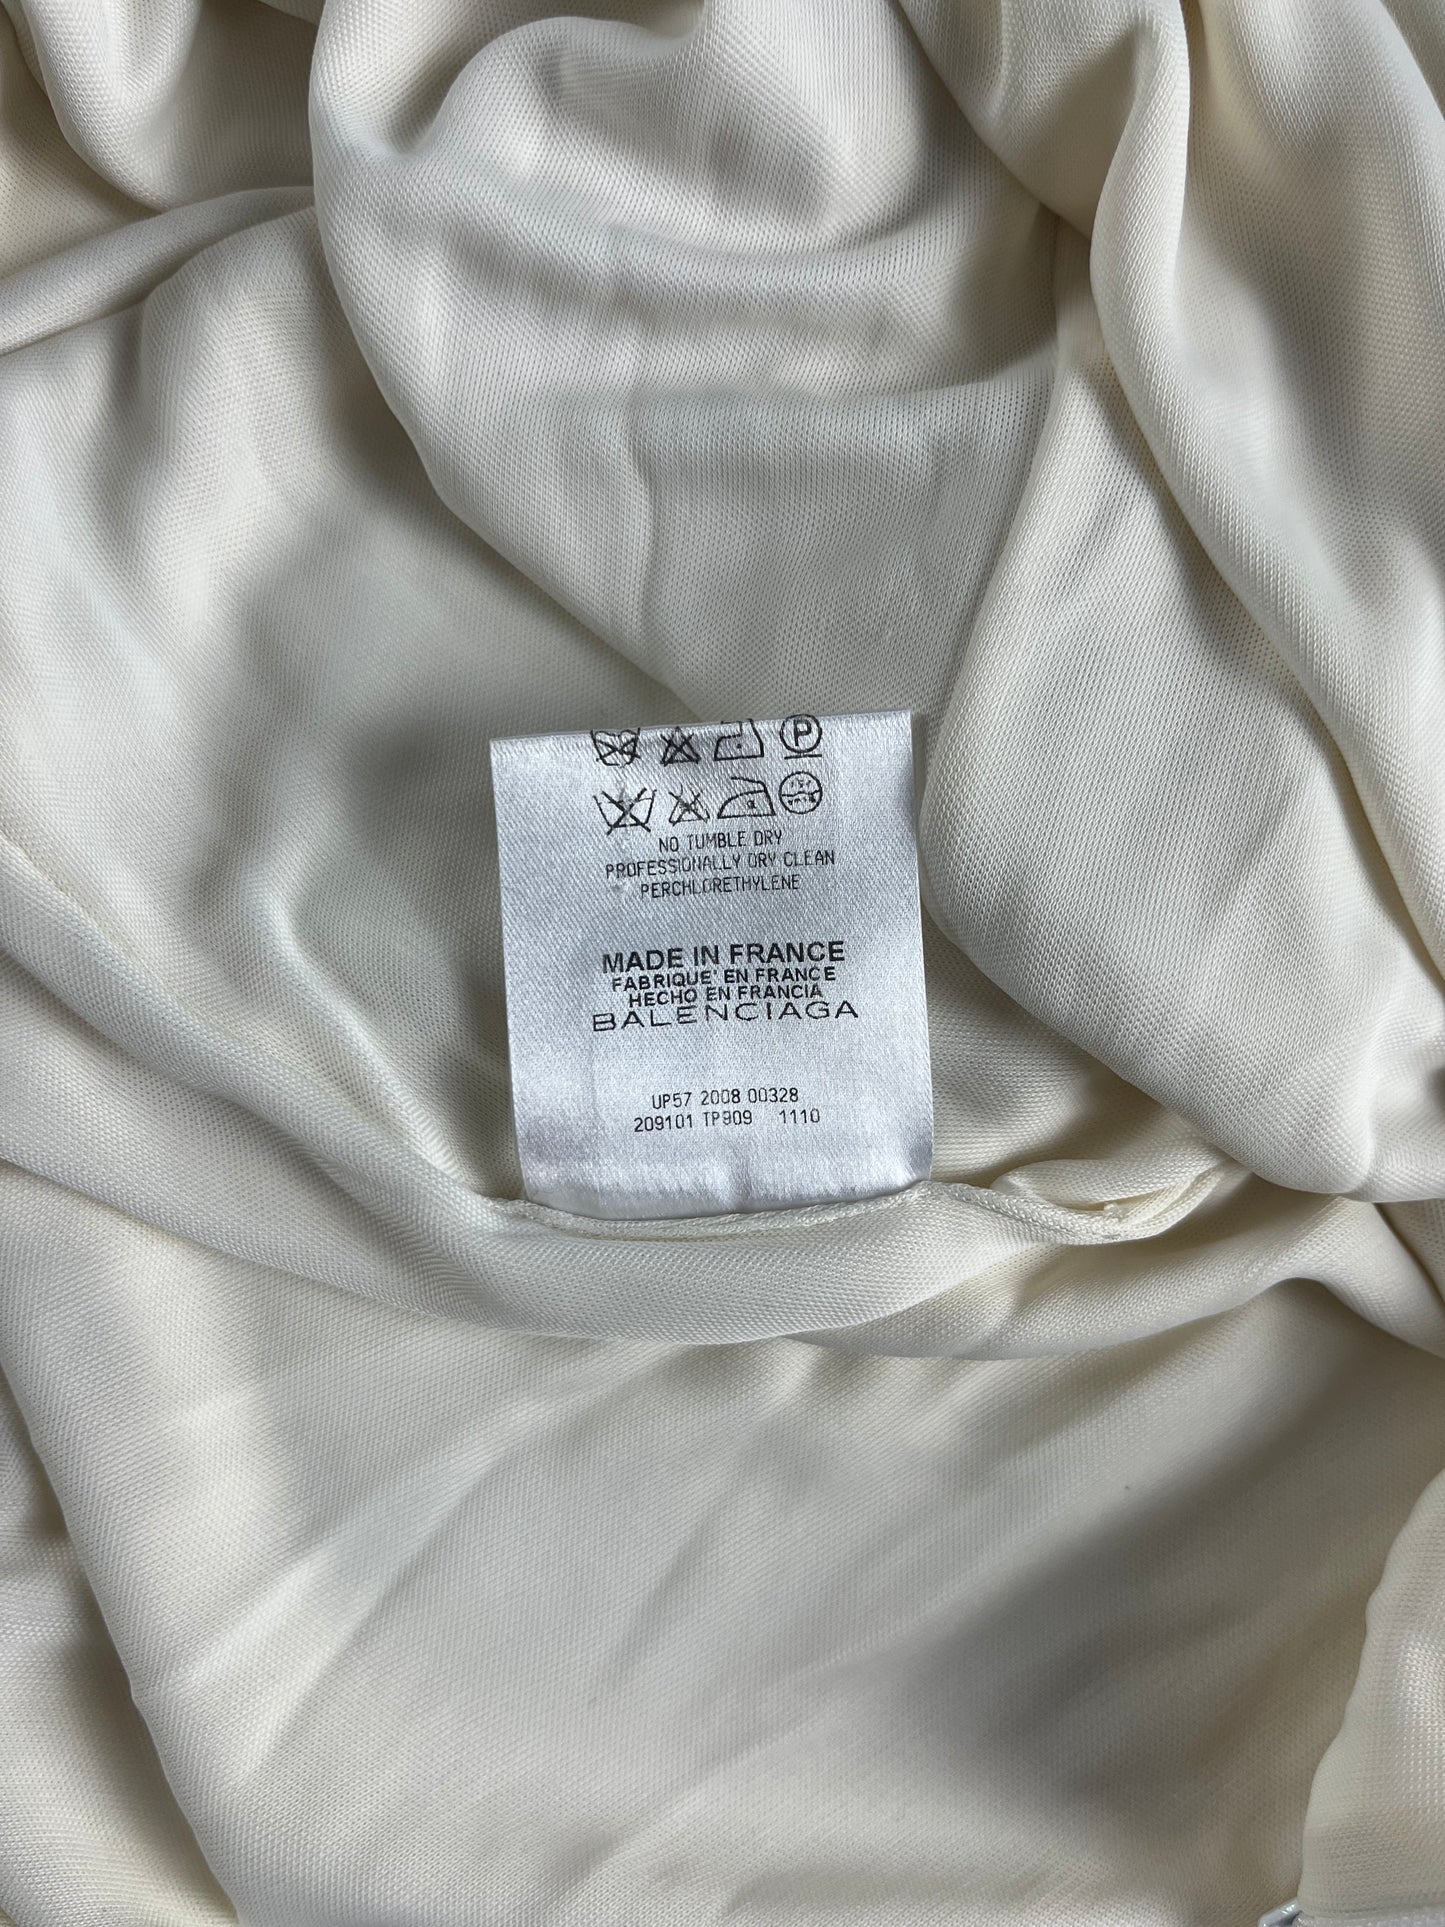 P
NO TUMBLE DRY
PROFESSIONALLY DRY CLEAN
PERCHLORETHYLENE
MADE IN FRANCE
FABRIQUE' EN FRANCE
HECHO EN FRANCIA
BALENCIAGA
UP57 2008 00328
209101 TP909 1110